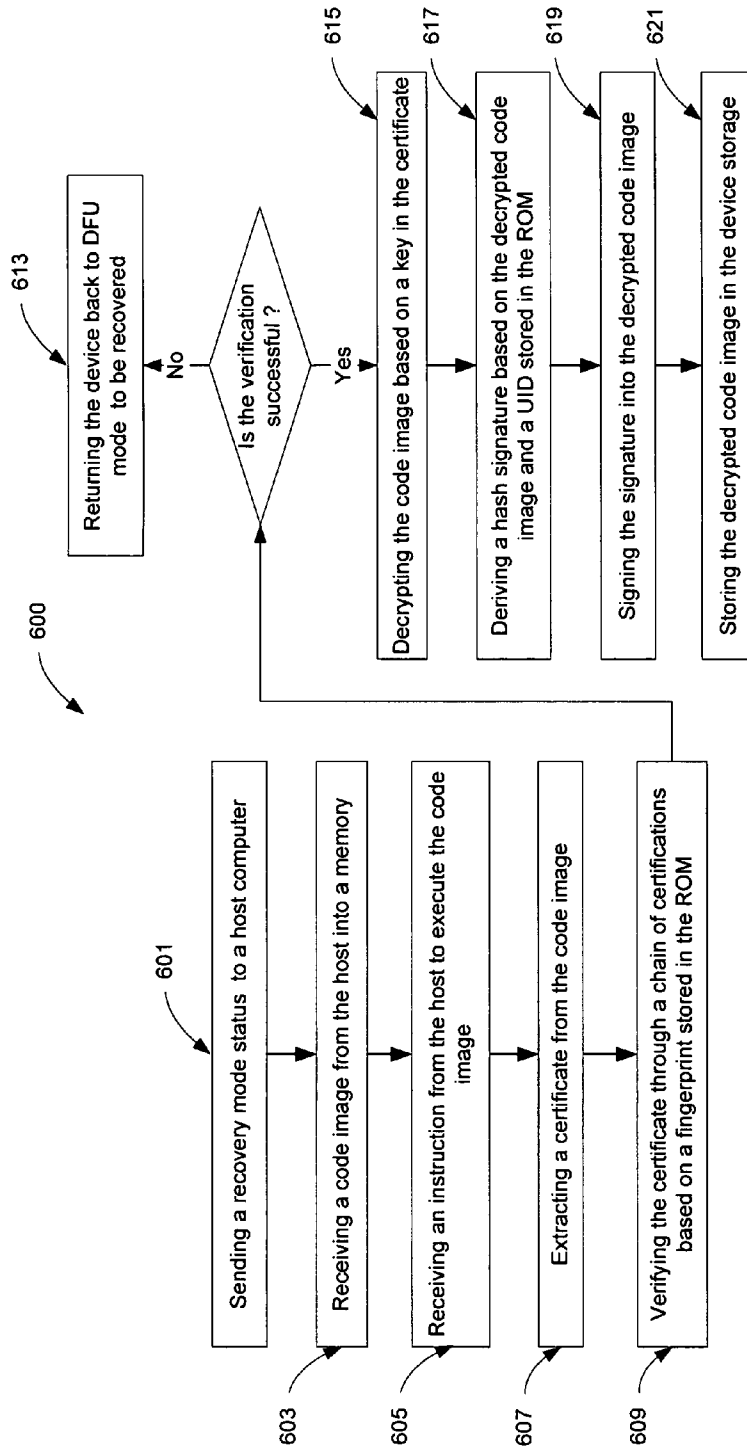 600
601
Sending a recovery mode status to a host computer
603
Receiving a code image from the host into a memory
605
Receiving an instruction from the host to execute the code
image
607
Extracting a certificate from the code image
609
Verifying the certificate through a chain of certifications
based on a fingerprint stored in the ROM
Is the verification
successful ?
No
613
Returning the device back to DFU
mode to be recovered
Yes
615
Decrypting the code image based on a key in the certificate
617
Deriving a hash signature based on the decrypted code
image and a UID stored in the ROM
619
Signing the signature into the decrypted code image
621
Storing the decrypted code image in the device storage